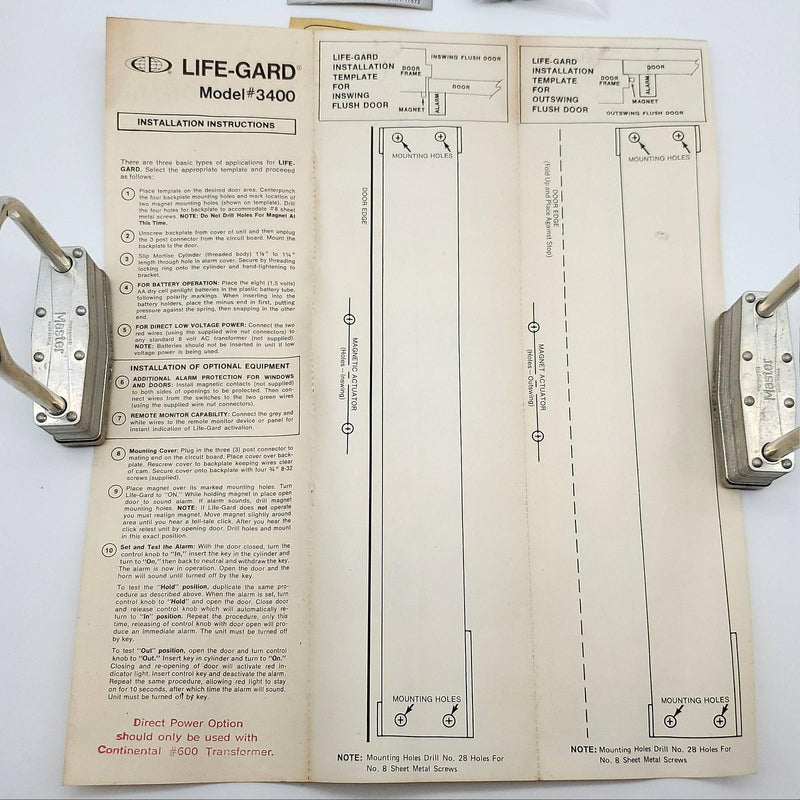 LIFE-GARD®
Model #3400
INSTALLATION INSTRUCTIONS
There are three basic types of applications for LIFE-
GARD. Select the appropriate template and proceed
as follows:
1 Place template on the desired door area. Centerpunch
the four backplate mounting holes and mark location of
two magnet mounting holes (shown on template). Drill
the four holes for backplate to accommodate #8 sheet
metal screws. NOTE: Do Not Drill Holes For Magnet At
This Time.
2 Unscrew backplate from cover of unit and then unplug
the 3 post connector from the circuit board. Mount the
backplate to the door.
3 Slip Mortise Cylinder (threaded body) 1⅛" to 1¼"
length through hole in alarm cover. Secure by threading
locking ring onto the cylinder and hand-tightening to
bracket.
4 FOR BATTERY OPERATION: Place the eight (1.5 volts)
AA dry cell penlight batteries in the plastic battery tube,
following polarity markings. When inserting into the
battery holders, place the minus end in first, putting
pressure against the spring, then snapping in the other
end.
5 FOR DIRECT LOW VOLTAGE POWER: Connect the two
red wires (using the supplied wire nut connectors) to
any standard 8 volt AC transformer (not supplied).
NOTE: Batteries should not be inserted in unit if low
voltage power is being used.
INSTALLATION OF OPTIONAL EQUIPMENT
6 ADDITIONAL ALARM PROTECTION FOR WINDOWS
AND DOORS: Install magnetic contacts (not supplied)
to both sides of openings to be protected. Then con-
nect wires from the switches to the two green wires
(using the supplied wire nut connectors).
7 REMOTE MONITOR CAPABILITY: Connect the grey and
white wires to the remote monitor device or panel for
instant indication of Life-Gard activation.
8 Mounting Cover: Plug in the three (3) post connector to
mating end on the circuit board. Place cover over back-
plate. Rescrew cover to backplate keeping wires clear
of cam. Secure cover onto backplate with four ¼" 8-32
screws (supplied).
9 Place magnet over its marked mounting holes. Turn
Life-Gard to "ON." While holding magnet in place open
door to sound alarm. If alarm sounds, drill magnet
mounting holes. NOTE: If Life-Gard does not operate
you must realign magnet. Move magnet slightly around
area until you hear a tell-tale click. After you hear the
click retest unit by opening door. Drill holes and mount
in this exact position.
10 Set and Test the Alarm: With the door closed, turn the
control knob to "In," insert the key in the cylinder and
turn to "On," then back to neutral and withdraw the key.
The alarm is now in operation. Open the door and the
horn will sound until turned off by the key.
To test the "Hold" position, duplicate the same pro-
cedure as described above. When the alarm is set, turn
control knob to "Hold" and open the door. Close door
and release control knob which will automatically re-
turn to "In" position. Repeat the procedure, only this
time, releasing of control knob with door open will pro-
duce an immediate alarm. The unit must be turned off
by key.
To test "Out" position, open the door and turn control
knob to "Out." Insert key in cylinder and turn to "On."
Closing and re-opening of door will activate red in-
dicator light. Insert control key and deactivate the alarm.
Repeat the same procedure, allowing red light to stay
on for 10 seconds, after which time the alarm will sound.
Unit must be turned off by key.
Direct Power Option
should only be used with
Continental #600 Transformer.
LIFE-GARD
INSTALLATION
TEMPLATE
FOR
INSWING
FLUSH DOOR
INSWING FLUSH DOOR
DOOR
FRAME
DOOR
MAGNET
ALARM
MOUNTING HOLES
DOOR EDGE
MAGNETIC ACTUATOR
(Holes — Inswing)
MOUNTING HOLES
NOTE: Mounting Holes Drill No. 28 Holes For
No. 8 Sheet Metal Screws
LIFE-GARD
INSTALLATION
TEMPLATE
FOR
OUTSWING
FLUSH DOOR
DOOR
DOOR
FRAME
ALARM
MAGNET
OUTSWING FLUSH DOOR
MOUNTING HOLES
DOOR EDGE
(Fold Up and Place Against Stop)
MAGNET ACTUATOR
(Holes — Outswing)
MOUNTING HOLES
NOTE: Mounting Holes Drill No. 28 Holes For
No. 8 Sheet Metal Screws
Master
Master